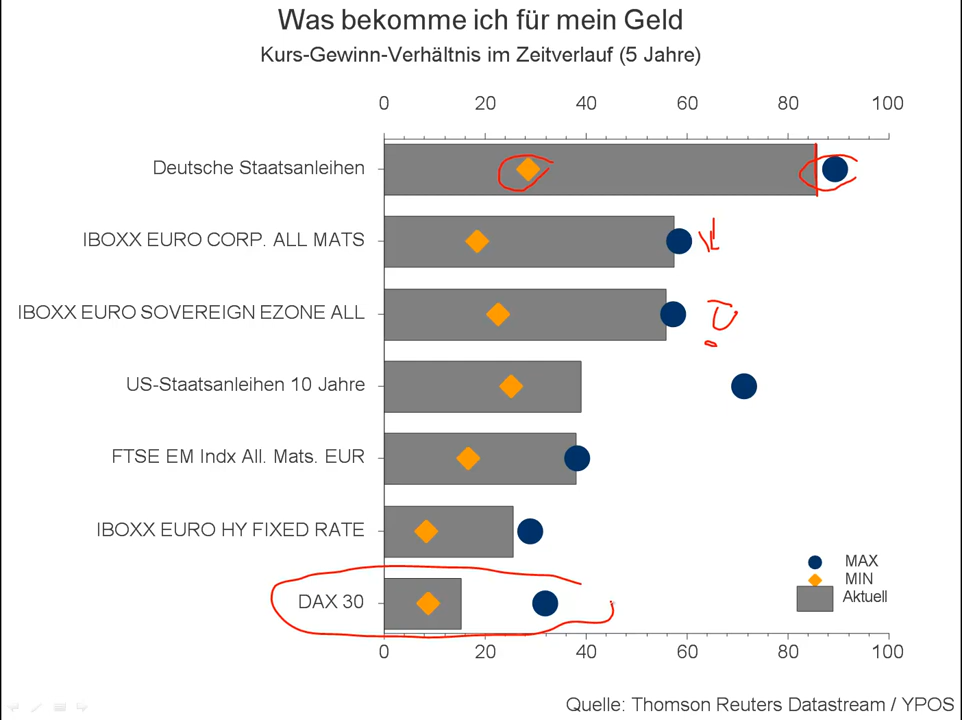 Was bekomme ich für mein Geld
Kurs-Gewinn-Verhältnis im Zeitverlauf (5 Jahre)
0 20 40 60 80 100
Deutsche Staatsanleihen
IBOXX EURO CORP. ALL MATS
IBOXX EURO SOVEREIGN EZONE ALL
US-Staatsanleihen 10 Jahre
FTSE EM Indx All. Mats. EUR
IBOXX EURO HY FIXED RATE
DAX 30
MAX
MIN
Aktuell
0 20 40 60 80 100
Quelle: Thomson Reuters Datastream / YPOS